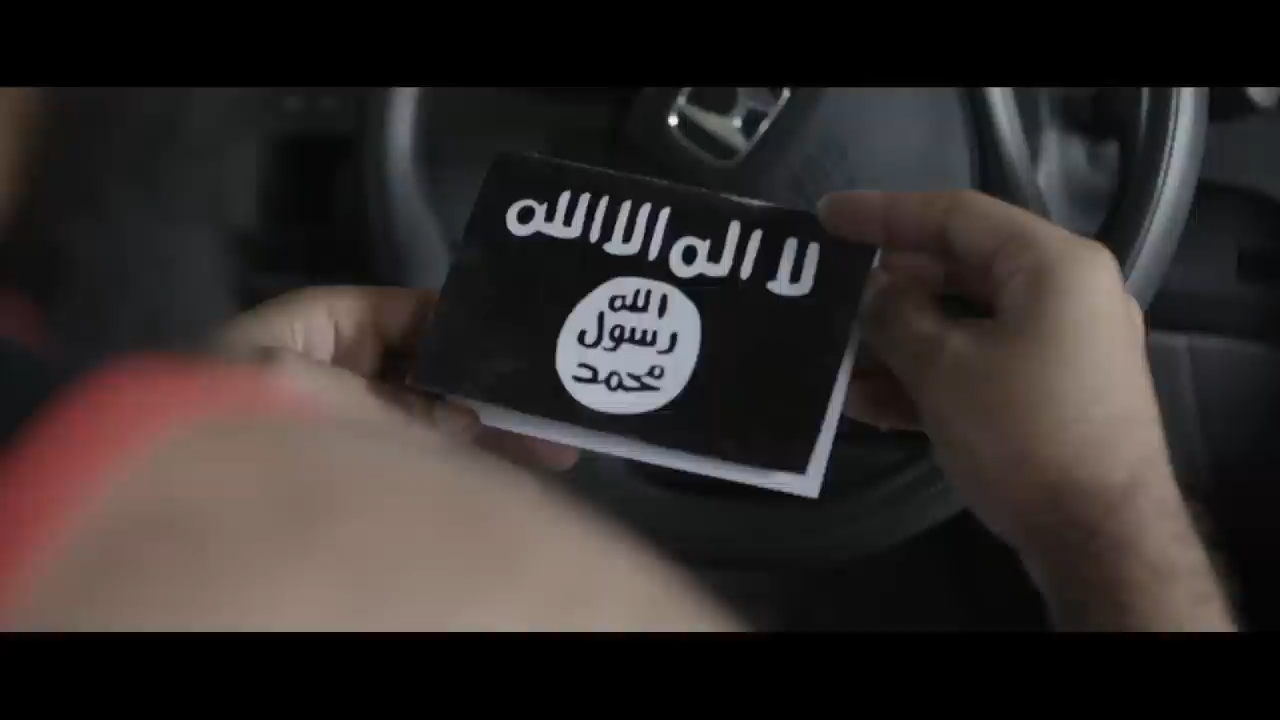 لا اله الا الله
الله
رسول
محمد